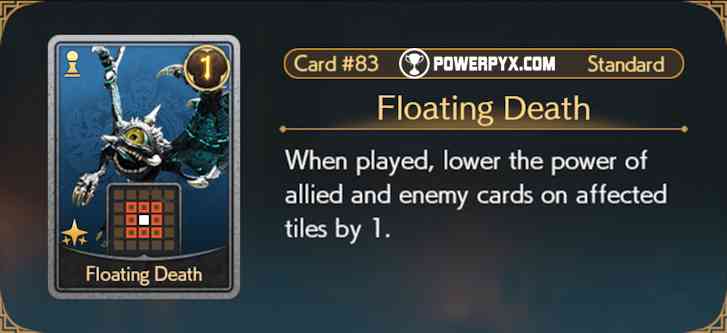 1
Floating Death
Card #83 POWERPYX.COM Standard
Floating Death
When played, lower the power of
allied and enemy cards on affected
tiles by 1.